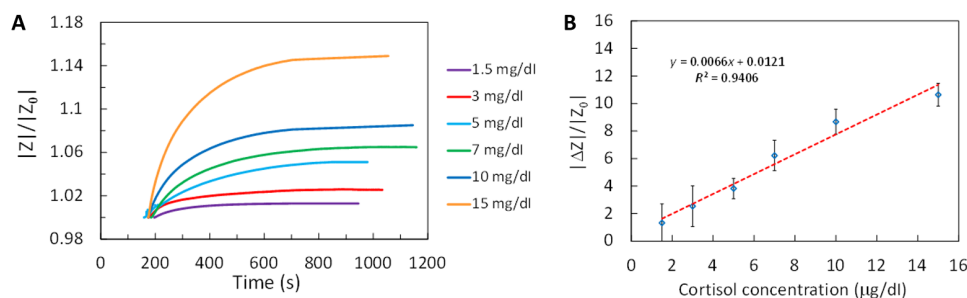 A
1.18
1.14
1.10
1.06
1.02
0.98
|Z|/|Z₀|
0 200 400 600 800 1000 1200
Time (s)
1.5 mg/dl
3 mg/dl
5 mg/dl
7 mg/dl
10 mg/dl
15 mg/dl
B
16
14
12
10
8
6
4
2
0
|ΔZ|/|Z₀|
y = 0.0066x + 0.0121
R² = 0.9406
0 2 4 6 8 10 12 14 16
Cortisol concentration (μg/dl)